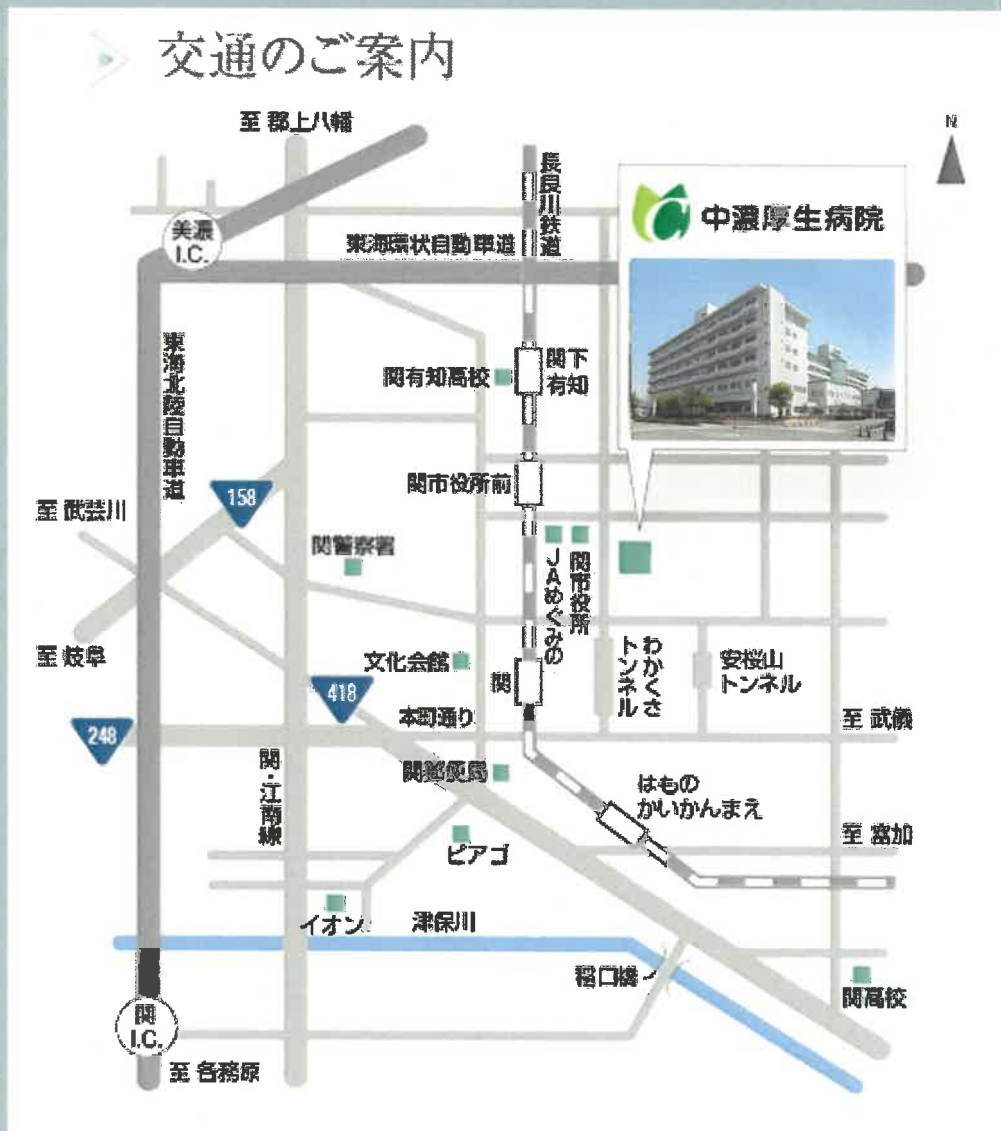 交通のご案内
至 郡上八幡
長良川鉄道
美濃
I.C.
東海環状自動車道
中濃厚生病院
東海北陵自動車道
関有知高校
関下
有知
関市役所前
158
至 武芸川
関警察署
JAめぐみの
関市役所
至 岐阜
文化会館
関
わかくさ
トンネル
安桜山
トンネル
418
本町通り
至 武儀
248
関・江南線
関郵便局
はもの
かいかんまえ
至 富加
ピアゴ
イオン
津保川
稲口橋
関高校
関
I.C.
至 各務原